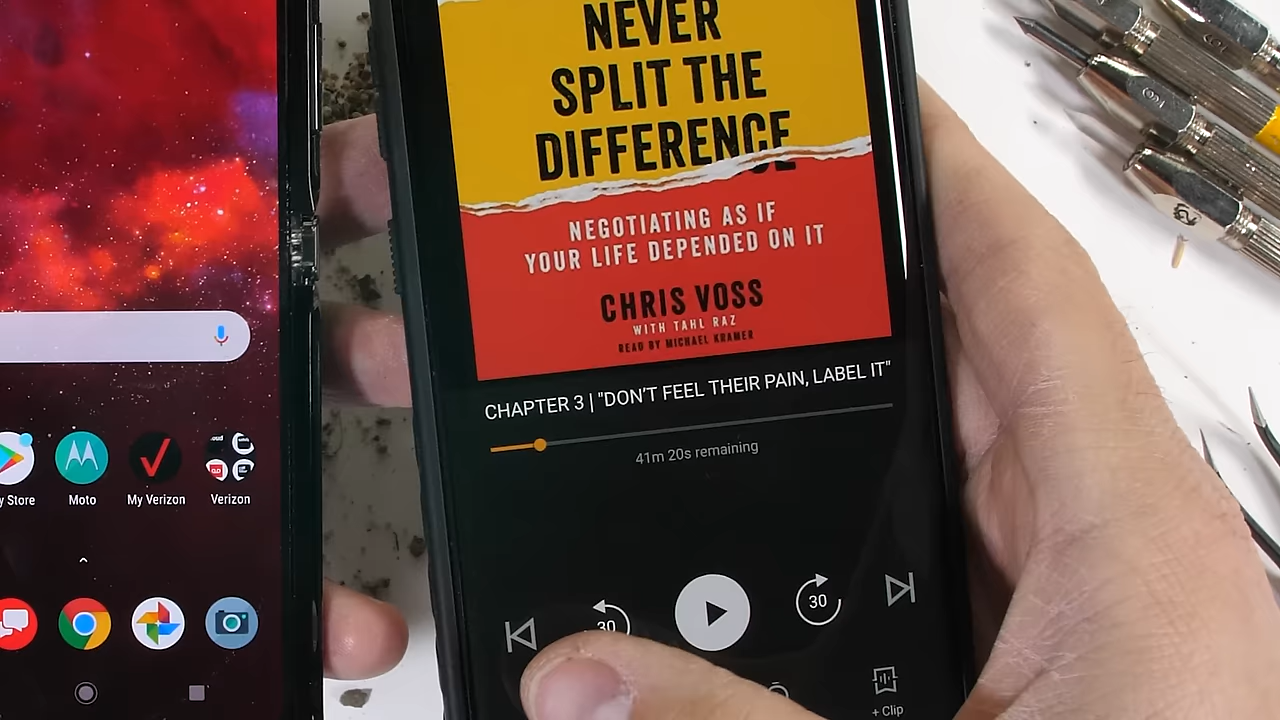 NEVER
SPLIT THE
DIFFERENCE
NEGOTIATING AS IF
YOUR LIFE DEPENDED ON IT
CHRIS VOSS
WITH TAHL RAZ
READ BY MICHAEL KRAMER
CHAPTER 3 | "DON'T FEEL THEIR PAIN, LABEL IT"
41m 20s remaining
30
30
+ Clip
y Store
Moto
My Verizon
Verizon